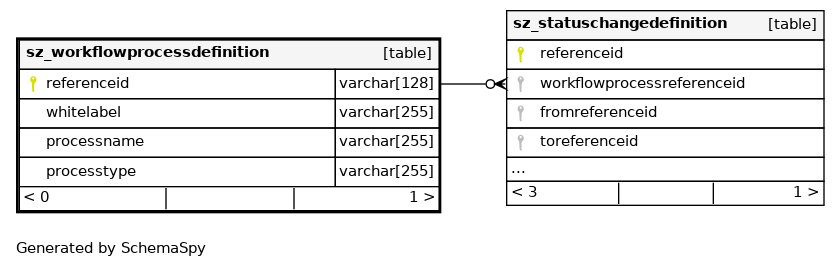 sz_workflowprocessdefinition [table]
referenceid varchar[128]
whitelabel varchar[255]
processname varchar[255]
processtype varchar[255]
< 0 1 >
sz_statuschangedefinition [table]
referenceid
workflowprocessreferenceid
fromreferenceid
toreferenceid
...
< 3 1 >
Generated by SchemaSpy